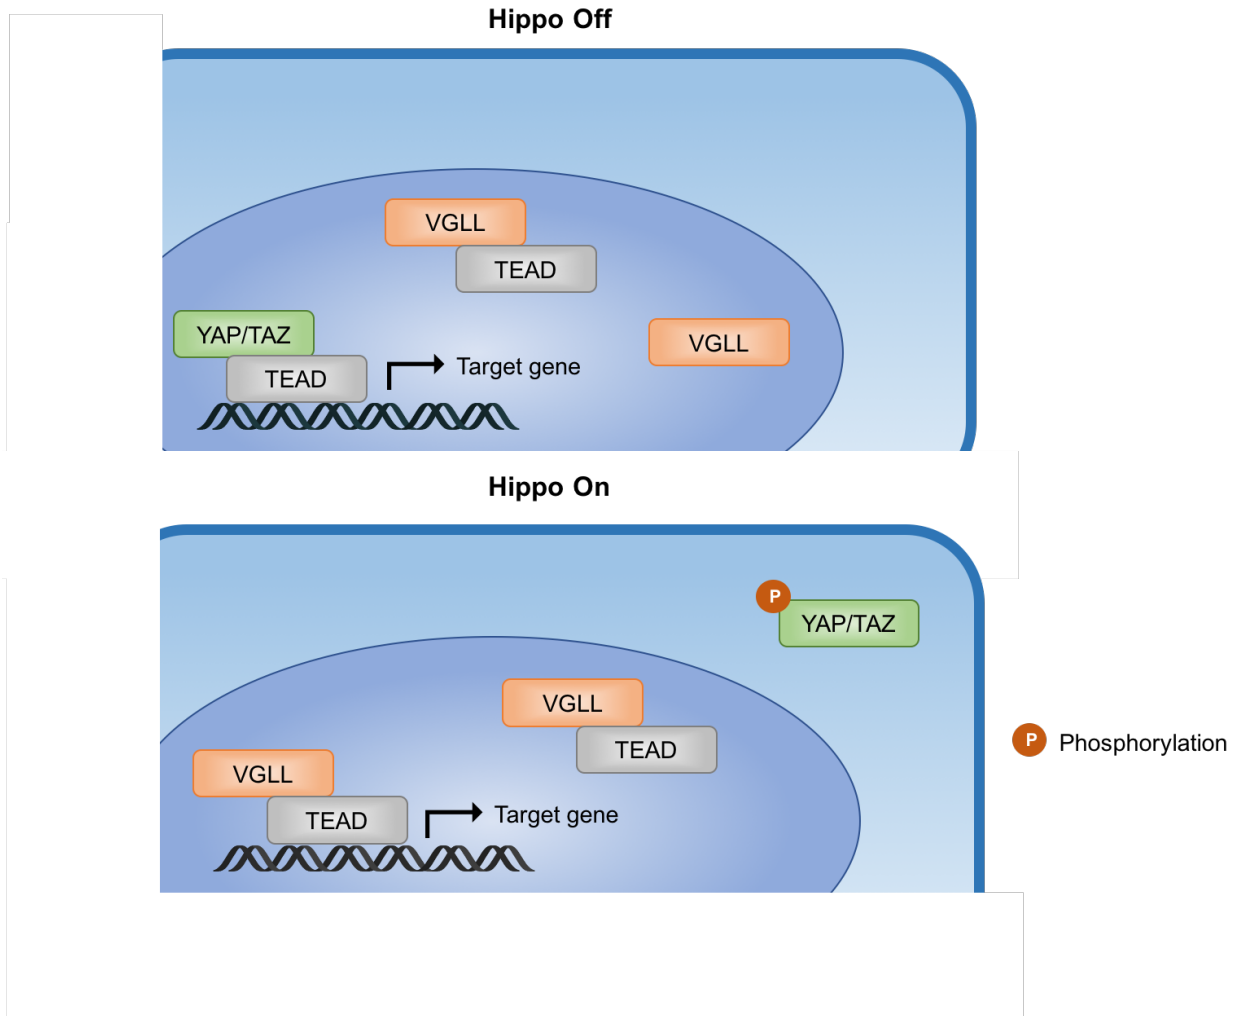 Hippo Off
VGLL
TEAD
YAP/TAZ
VGLL
TEAD
Target gene
Hippo On
P
YAP/TAZ
VGLL
TEAD
P Phosphorylation
VGLL
TEAD
Target gene